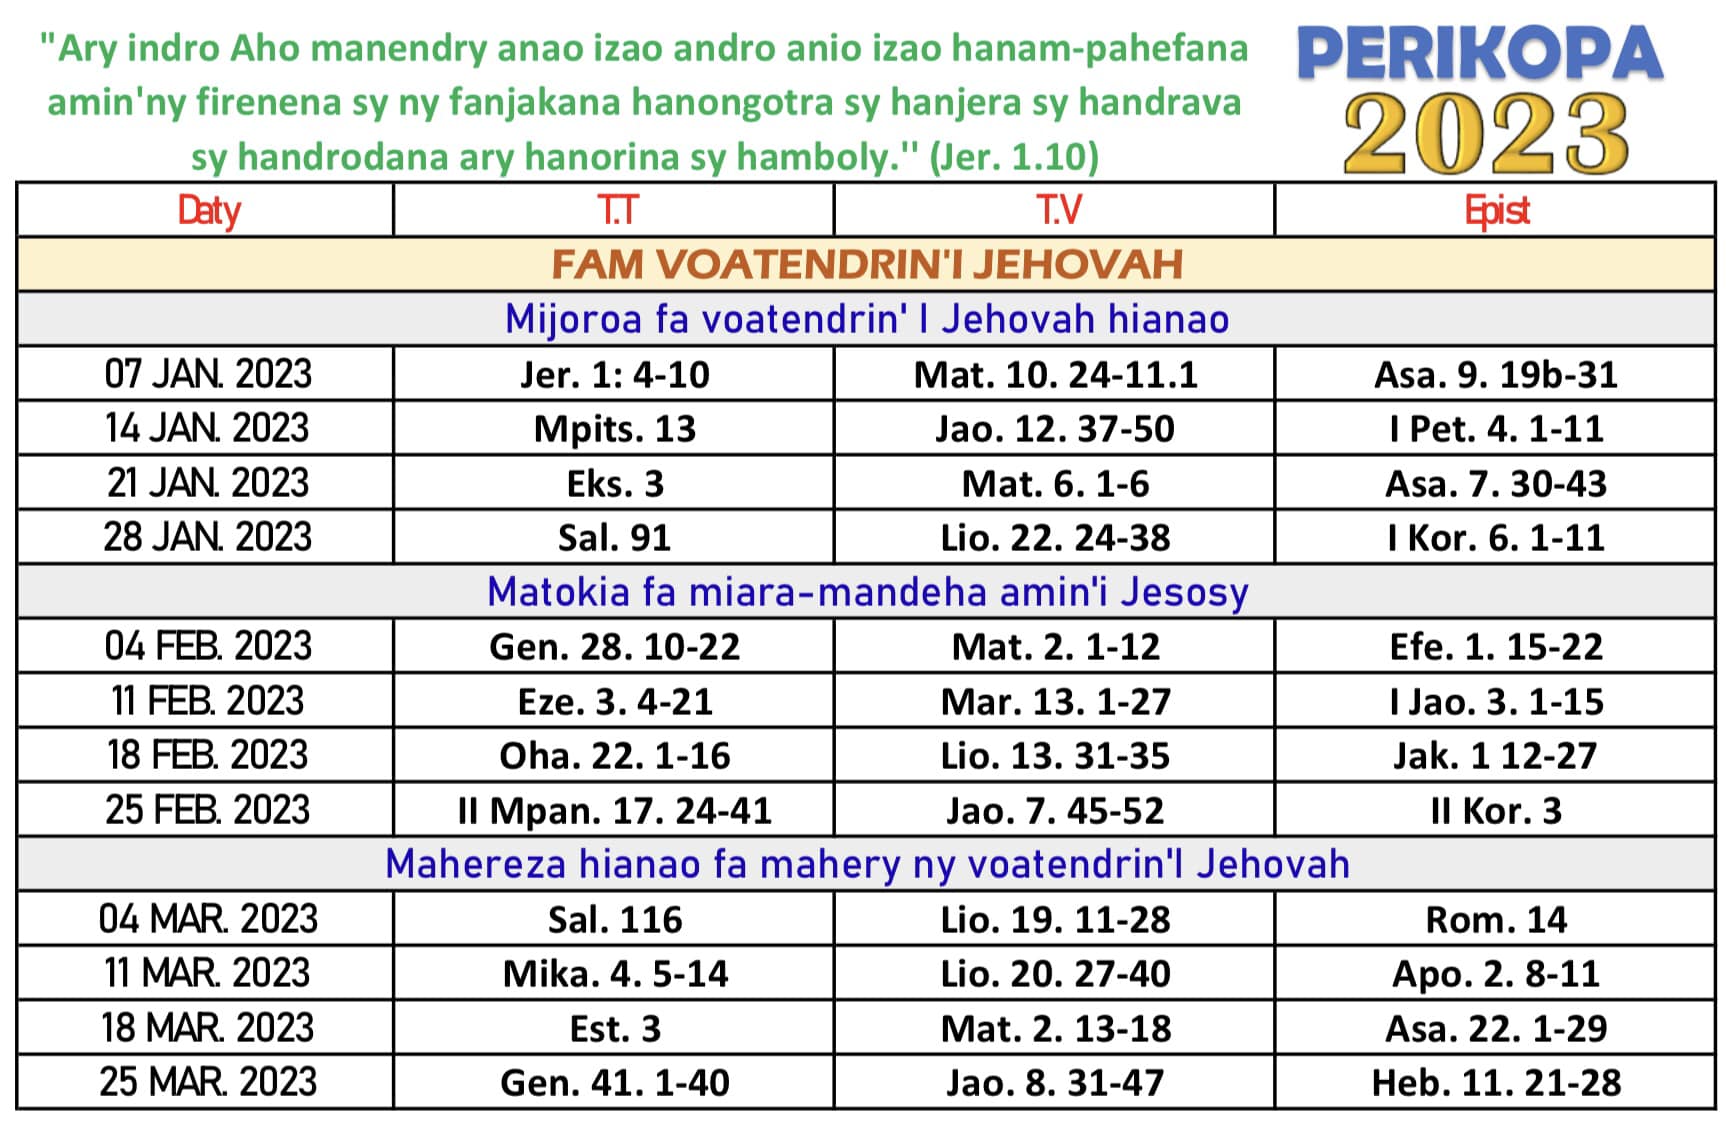 "Ary indro Aho manendry anao izao andro anio izao hanam-pahefana
amin'ny firenena sy ny fanjakana hanongotra sy hanjera sy handrava
sy handrodana ary hanorina sy hamboly." (Jer. 1.10)
PERIKOPA
2023
Daty T.T T.V Epist
FAM VOATENDRIN'I JEHOVAH
Mijoroa fa voatendrin' I Jehovah hianao
07 JAN. 2023 Jer. 1: 4-10 Mat. 10. 24-11.1 Asa. 9. 19b-31
14 JAN. 2023 Mpits. 13 Jao. 12. 37-50 I Pet. 4. 1-11
21 JAN. 2023 Eks. 3 Mat. 6. 1-6 Asa. 7. 30-43
28 JAN. 2023 Sal. 91 Lio. 22. 24-38 I Kor. 6. 1-11
Matokia fa miara-mandeha amin'i Jesosy
04 FEB. 2023 Gen. 28. 10-22 Mat. 2. 1-12 Efe. 1. 15-22
11 FEB. 2023 Eze. 3. 4-21 Mar. 13. 1-27 I Jao. 3. 1-15
18 FEB. 2023 Oha. 22. 1-16 Lio. 13. 31-35 Jak. 1 12-27
25 FEB. 2023 II Mpan. 17. 24-41 Jao. 7. 45-52 II Kor. 3
Mahereza hianao fa mahery ny voatendrin'I Jehovah
04 MAR. 2023 Sal. 116 Lio. 19. 11-28 Rom. 14
11 MAR. 2023 Mika. 4. 5-14 Lio. 20. 27-40 Apo. 2. 8-11
18 MAR. 2023 Est. 3 Mat. 2. 13-18 Asa. 22. 1-29
25 MAR. 2023 Gen. 41. 1-40 Jao. 8. 31-47 Heb. 11. 21-28